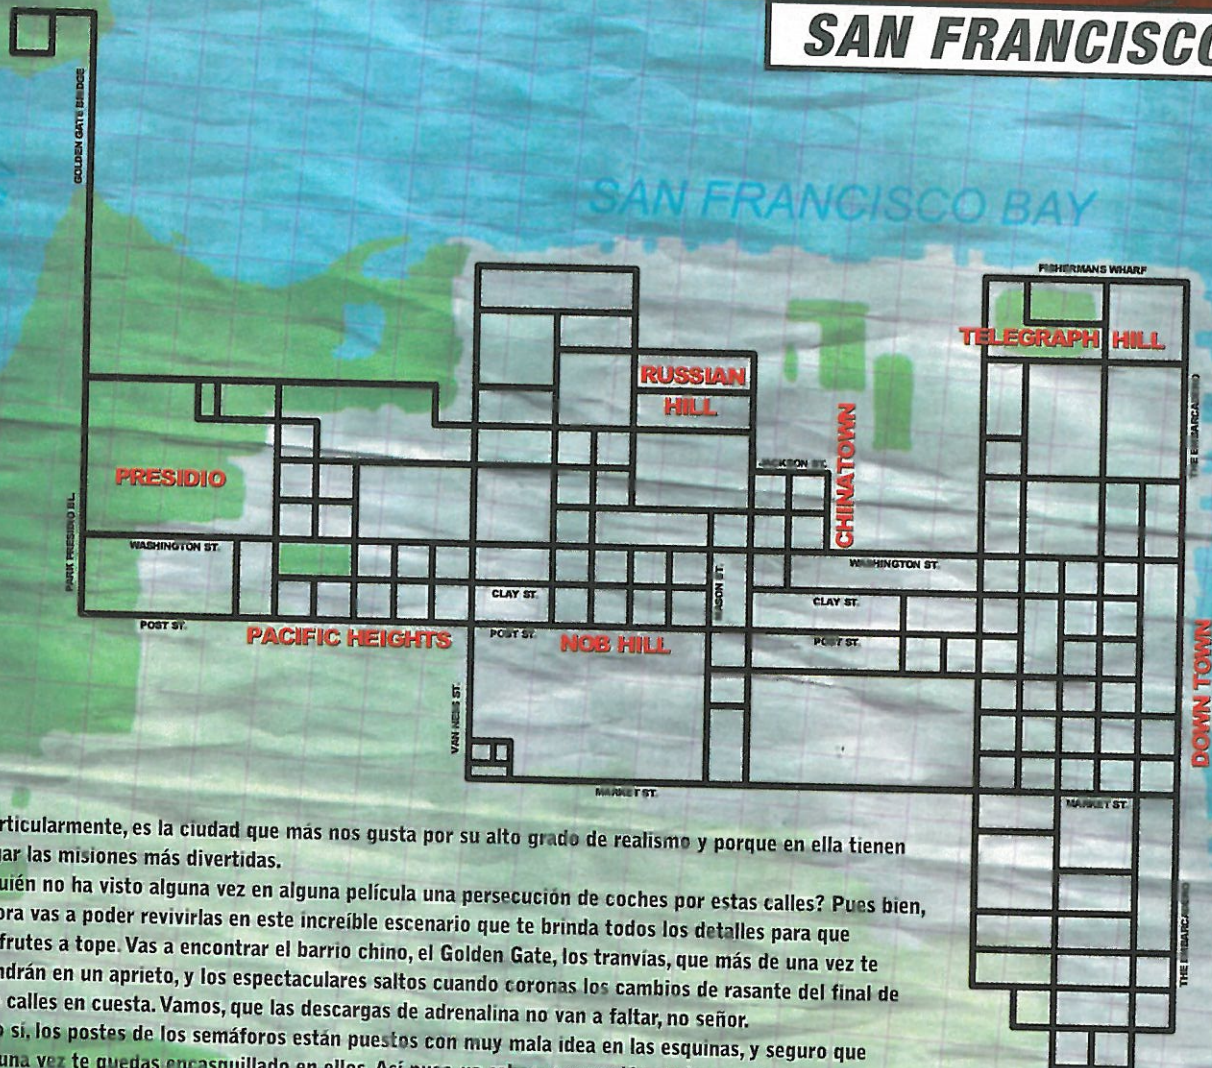 SAN FRANCISCO
GOLDEN GATE BRIDGE
SAN FRANCISCO BAY
FISHERMANS WHARF
TELEGRAPH HILL
RUSSIAN
HILL
THE EMBARCADERO
CHINATOWN
JACKSON ST.
PRESIDIO
PARK PRESIDIO BL.
WASHINGTON ST.
WASHINGTON ST.
MASON ST.
CLAY ST.
CLAY ST.
POST ST.
PACIFIC HEIGHTS
POST ST.
NOB HILL
POST ST.
DOWN TOWN
VAN NESS ST.
MARKET ST.
MARKET ST.
THE EMBARCADERO
rticularmente, es la ciudad que más nos gusta por su alto grado de realismo y porque en ella tienen
ar las misiones más divertidas.
uién no ha visto alguna vez en alguna película una persecución de coches por estas calles? Pues bien,
ora vas a poder revivirlas en este increíble escenario que te brinda todos los detalles para que
frutes a tope. Vas a encontrar el barrio chino, el Golden Gate, los tranvías, que más de una vez te
ndrán en un aprieto, y los espectaculares saltos cuando coronas los cambios de rasante del final de
calles en cuesta. Vamos, que las descargas de adrenalina no van a faltar, no señor.
o sí, los postes de los semáforos están puestos con muy mala idea en las esquinas, y seguro que
una vez te quedas encasquillado en ellos. Así pues